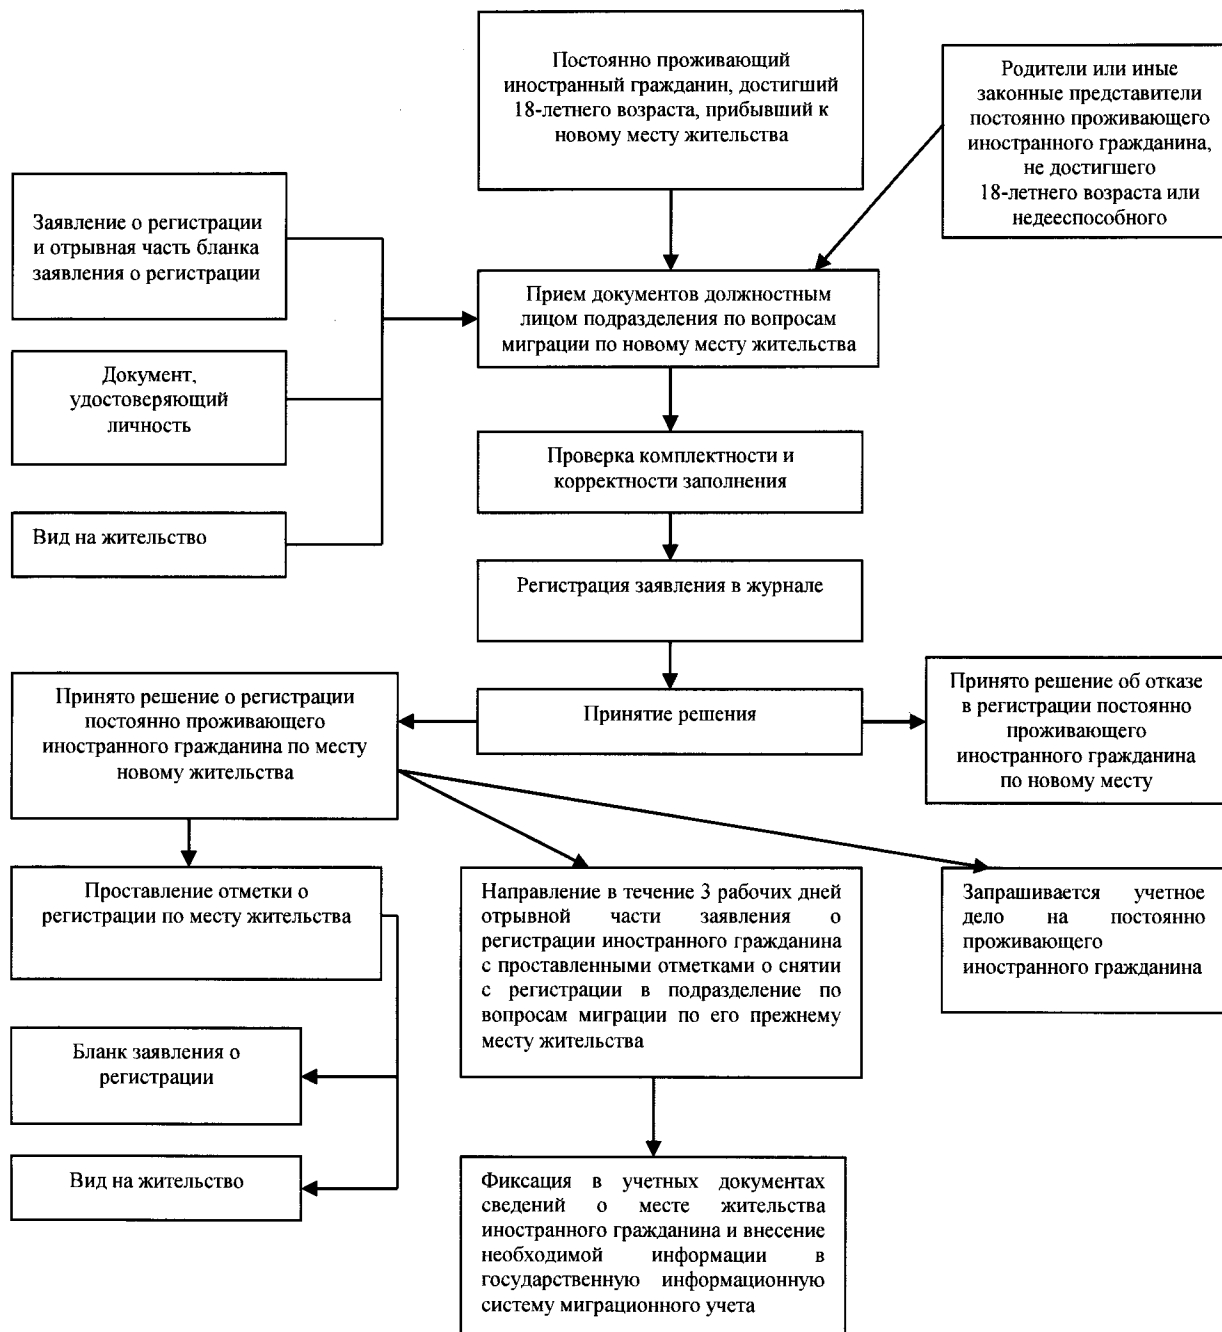 Постоянно проживающий
иностранный гражданин, достигший
18-летнего возраста, прибывший к
новому месту жительства
Родители или иные
законные представители
постоянно проживающего
иностранного гражданина,
не достигшего
18-летнего возраста или
недееспособного
Заявление о регистрации
и отрывная часть бланка
заявления о регистрации
Прием документов должностным
лицом подразделения по вопросам
миграции по новому месту жительства
Документ,
удостоверяющий
личность
Проверка комплектности и
корректности заполнения
Вид на жительство
Регистрация заявления в журнале
Принято решение о регистрации
постоянно проживающего
иностранного гражданина по месту
новому жительства
Принятие решения
Принято решение об отказе
в регистрации постоянно
проживающего
иностранного гражданина
по новому месту
Проставление отметки о
регистрации по месту жительства
Направление в течение 3 рабочих дней
отрывной части заявления о
регистрации иностранного гражданина
с проставленными отметками о снятии
с регистрации в подразделение по
вопросам миграции по его прежнему
месту жительства
Запрашивается учетное
дело на постоянно
проживающего
иностранного гражданина
Бланк заявления о
регистрации
Вид на жительство
Фиксация в учетных документах
сведений о месте жительства
иностранного гражданина и внесение
необходимой информации в
государственную информационную
систему миграционного учета